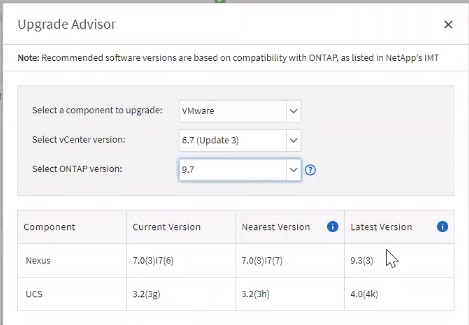 Upgrade Advisor
Note: Recommended software versions are based on compatibility with ONTAP, as listed in NetApp's IMT
Select a component to upgrade: VMware
Select vCenter version: 6.7 (Update 3)
Select ONTAP version: 9.7
Component Current Version Nearest Version Latest Version
Nexus 7.0(3)I7(6) 7.0(3)I7(7) 9.3(3)
UCS 3.2(3g) 3.2(3h) 4.0(4k)